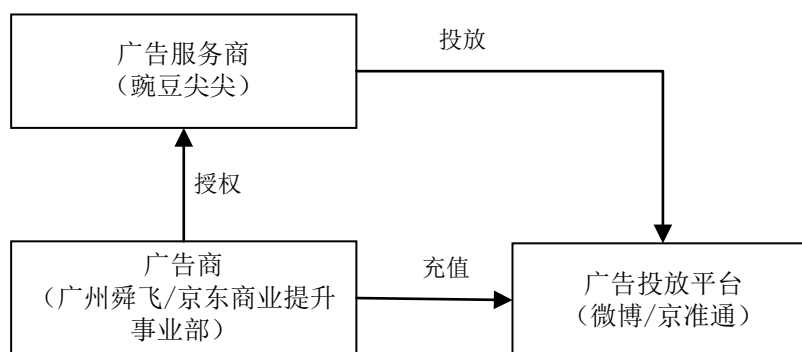 广告服务商
（豌豆尖尖）
投放
授权
广告商
（广州舜飞/京东商业提升
事业部）
充值
广告投放平台
（微博/京准通）